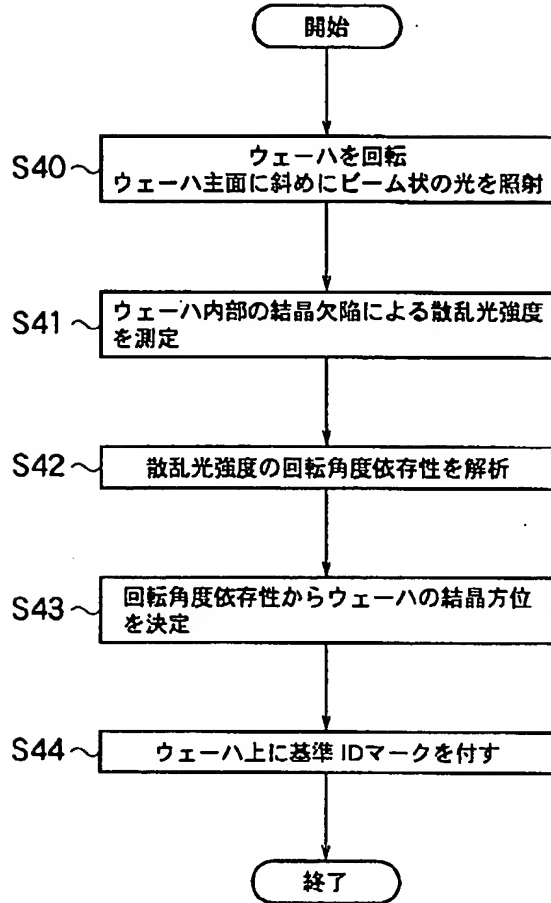 開始
S40
ウェーハを回転
ウェーハ主面に斜めにビーム状の光を照射
S41
ウェーハ内部の結晶欠陥による散乱光強度
を測定
S42
散乱光強度の回転角度依存性を解析
S43
回転角度依存性からウェーハの結晶方位
を決定
S44
ウェーハ上に基準IDマークを付す
終了